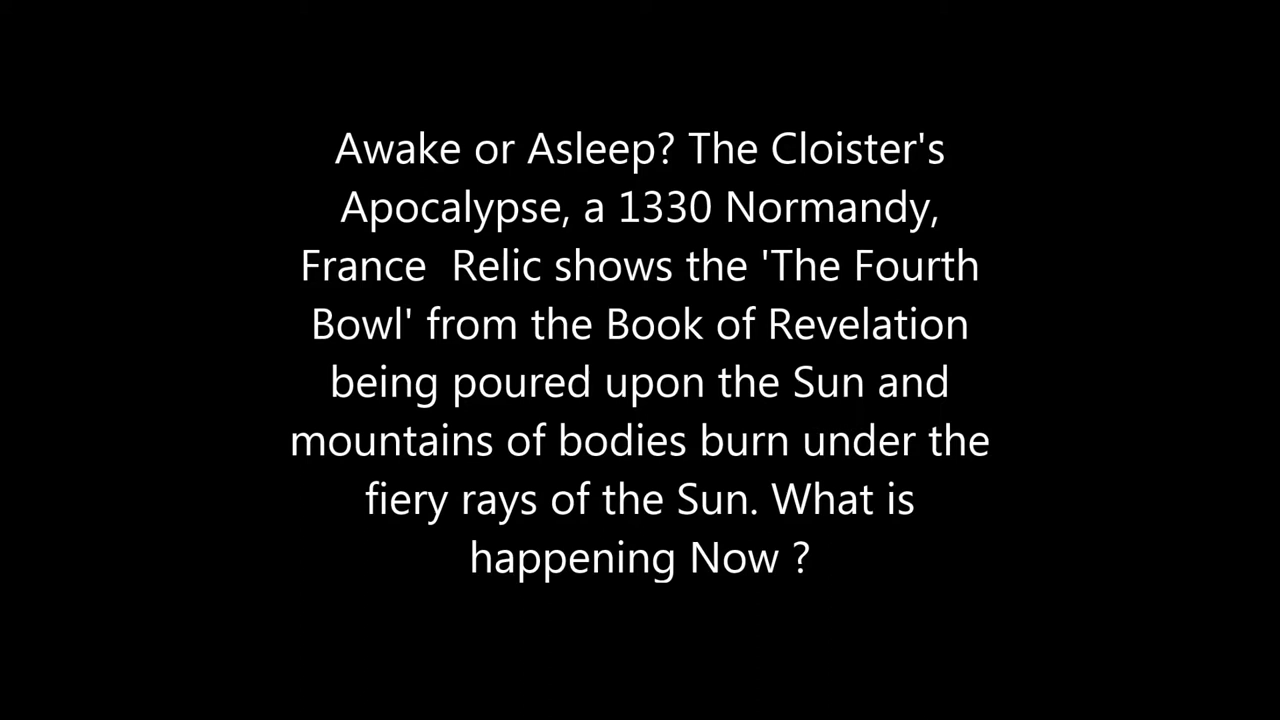 Awake or Asleep? The Cloister's
Apocalypse, a 1330 Normandy,
France  Relic shows the 'The Fourth
Bowl' from the Book of Revelation
being poured upon the Sun and
mountains of bodies burn under the
fiery rays of the Sun. What is
happening Now ?